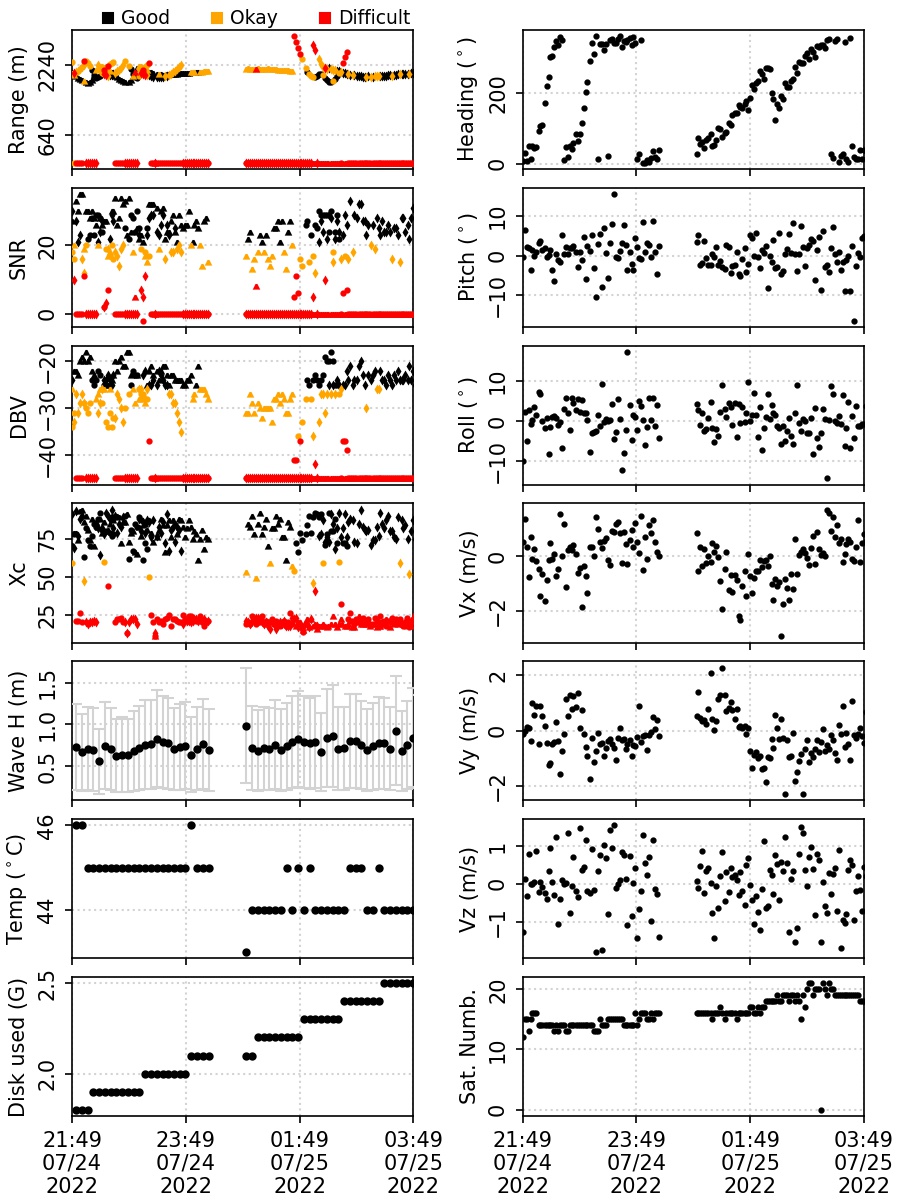 Good Okay Difficult
Range (m)
2240
640
Heading (°)
200
0
SNR
20
0
Pitch (°)
10
0
−10
DBV
−20
−30
−40
Roll (°)
10
0
−10
Xc
75
50
25
Vx (m/s)
0
−2
Wave H (m)
1.5
1.0
0.5
Vy (m/s)
2
0
−2
Temp (°C)
46
44
Vz (m/s)
1
0
−1
Disk used (G)
2.5
2.0
Sat. Numb.
20
10
0
21:49 23:49 01:49 03:49 21:49 23:49 01:49 03:49
07/24 07/24 07/25 07/25 07/24 07/24 07/25 07/25
2022 2022 2022 2022 2022 2022 2022 2022